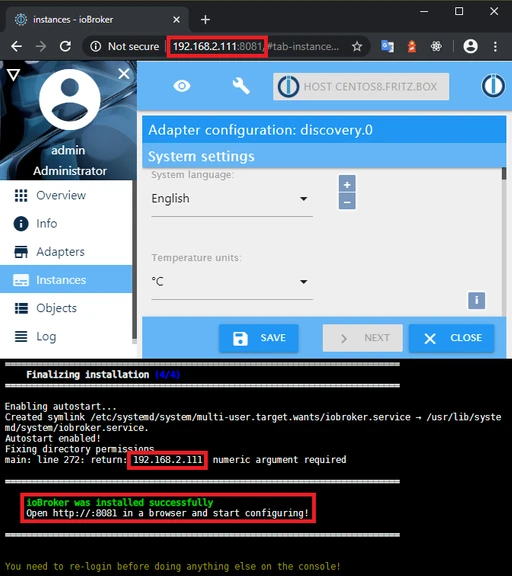 instances - ioBroker
Not secure
192.168.2.111:8081/#tab-instance...
HOST CENTOS8.FRITZ.BOX
admin
Administrator
Overview
Info
Adapters
Instances
Objects
Log
Adapter configuration: discovery.0
System settings
System language:
English
+
−
Temperature units:
°C
i
SAVE
NEXT
CLOSE
Finalizing installation (4/4)
Enabling autostart...
Created symlink /etc/systemd/system/multi-user.target.wants/iobroker.service → /usr/lib/syste
md/system/iobroker.service.
Autostart enabled!
Fixing directory permissions...
main: line 272: return: 192.168.2.111 numeric argument required
ioBroker was installed successfully
Open http://:8081 in a browser and start configuring!
You need to re-login before doing anything else on the console!